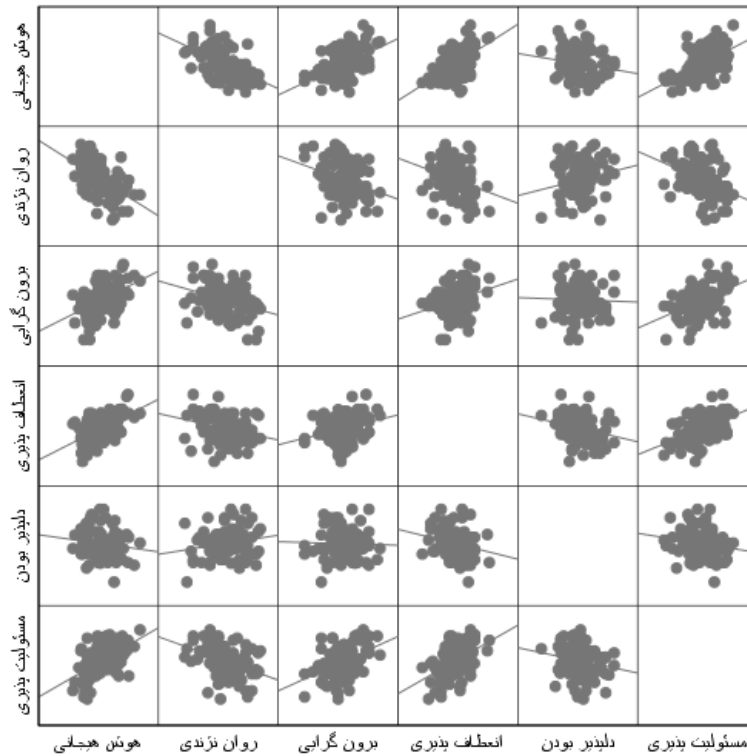 هوش هیجانی
روان نژندی
برون گرایی
انعطاف پذیری
دلپذیر بودن
مسئولیت پذیری
هوش هیجانی
روان نژندی
برون گرایی
انعطاف پذیری
دلپذیر بودن
مسئولیت پذیری